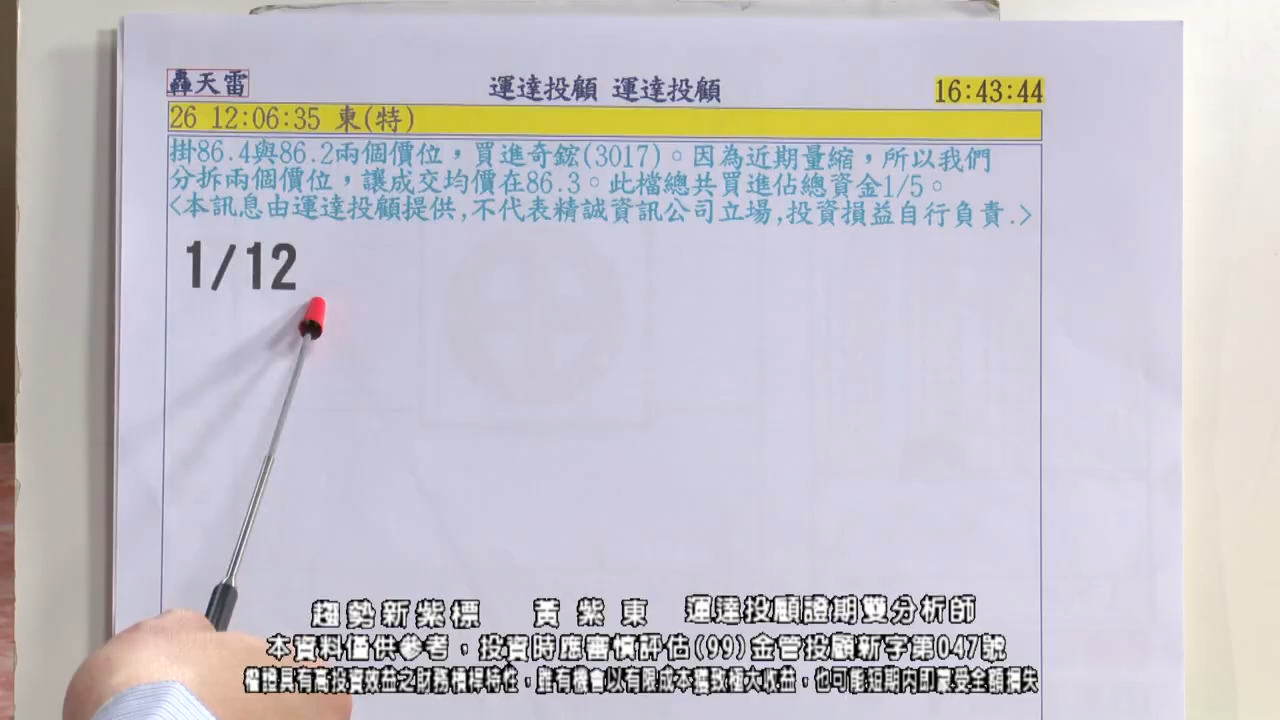 轟天雷 運達投顧 運達投顧 16:43:44
26 12:06:35 東(特)
掛86.4與86.2兩個價位，買進奇鋐(3017)。因為近期量縮，所以我們
分拆兩個價位，讓成交均價在86.3。此檔總共買進佔總資金1/5。
<本訊息由運達投顧提供,不代表精誠資訊公司立場,投資損益自行負責.>
1/12
趨勢新紫標 黃紫東 運達投顧證期雙分析師
本資料僅供參考，投資時應審慎評估(99)金管投顧新字第047號
權證具有高投資效益之財務槓桿特性，雖有機會以有限成本獲致極大收益，也可能短期內即蒙受全額損失